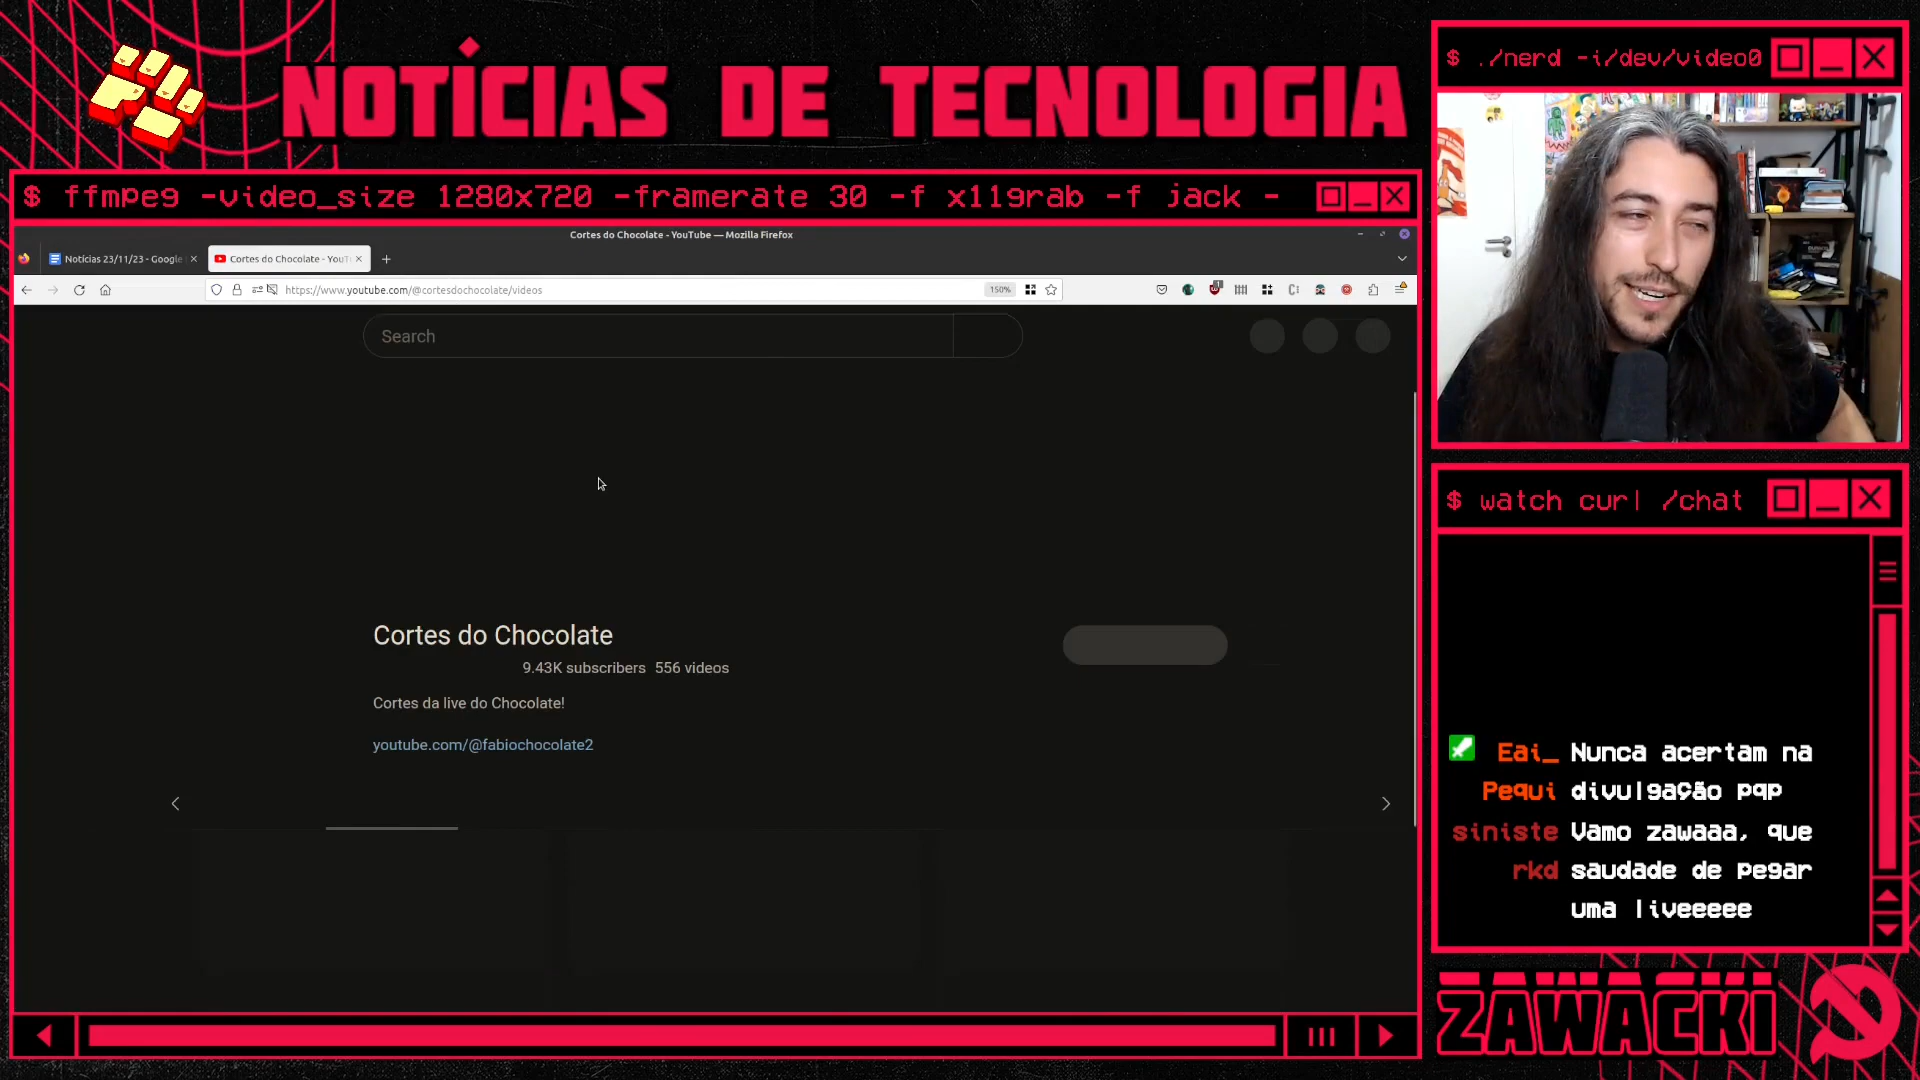 NOTÍCIAS DE TECNOLOGIA
$ ffmpeg -video_size 1280x720 -framerate 30 -f x11grab -f jack -
Cortes do Chocolate - YouTube — Mozilla Firefox
Notícias 23/11/23 - Google
Cortes do Chocolate - YouT
https://www.youtube.com/@cortesdochocolate/videos
150%
Search
Cortes do Chocolate
9.43K subscribers 556 videos
Cortes da live do Chocolate!
youtube.com/@fabiochocolate2
$ ./nerd -i/dev/video0
$ watch curl /chat
Eai_ Nunca acertam na
Pequi divulgação pqp
siniste Vamo zawaaa, que
rkd saudade de pegar
uma liveeeee
ZAWACKI